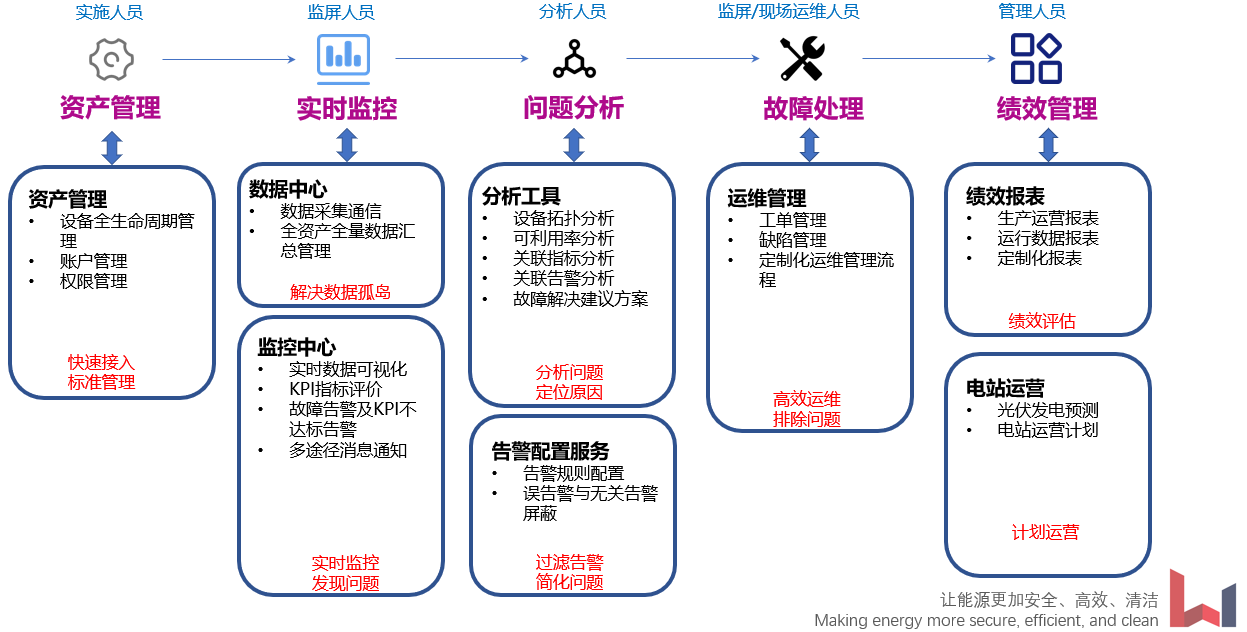 实施人员
监屏人员
分析人员
监屏/现场运维人员
管理人员
资产管理
实时监控
问题分析
故障处理
绩效管理
资产管理
• 设备全生命周期管
理
• 账户管理
• 权限管理
快速接入
标准管理
数据中心
• 数据采集通信
• 全资产全量数据汇
总管理
解决数据孤岛
监控中心
• 实时数据可视化
• KPI指标评价
• 故障告警及KPI不
达标告警
• 多途径消息通知
实时监控
发现问题
分析工具
• 设备拓扑分析
• 可利用率分析
• 关联指标分析
• 关联告警分析
• 故障解决建议方案
分析问题
定位原因
告警配置服务
• 告警规则配置
• 误告警与无关告警
屏蔽
过滤告警
简化问题
运维管理
• 工单管理
• 缺陷管理
• 定制化运维管理流
程
高效运维
排除问题
绩效报表
• 生产运营报表
• 运行数据报表
• 定制化报表
绩效评估
电站运营
• 光伏发电预测
• 电站运营计划
计划运营
让能源更加安全、高效、清洁
Making energy more secure, efficient, and clean